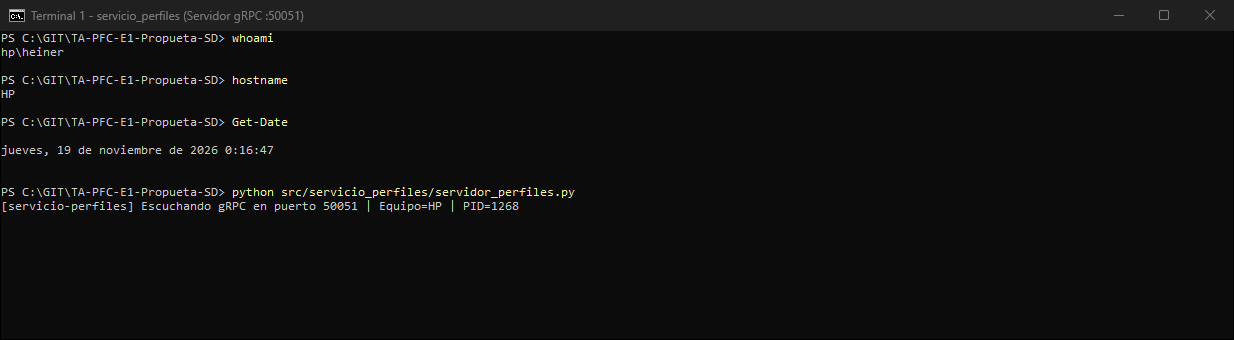 Terminal 1 - servicio_perfiles (Servidor gRPC :50051)
PS C:\GIT\TA-PFC-E1-Propueta-SD> whoami
hp\heiner
PS C:\GIT\TA-PFC-E1-Propueta-SD> hostname
HP
PS C:\GIT\TA-PFC-E1-Propueta-SD> Get-Date
jueves, 19 de noviembre de 2026 0:16:47
PS C:\GIT\TA-PFC-E1-Propueta-SD> python src/servicio_perfiles/servidor_perfiles.py
[servicio-perfiles] Escuchando gRPC en puerto 50051 | Equipo=HP | PID=1268